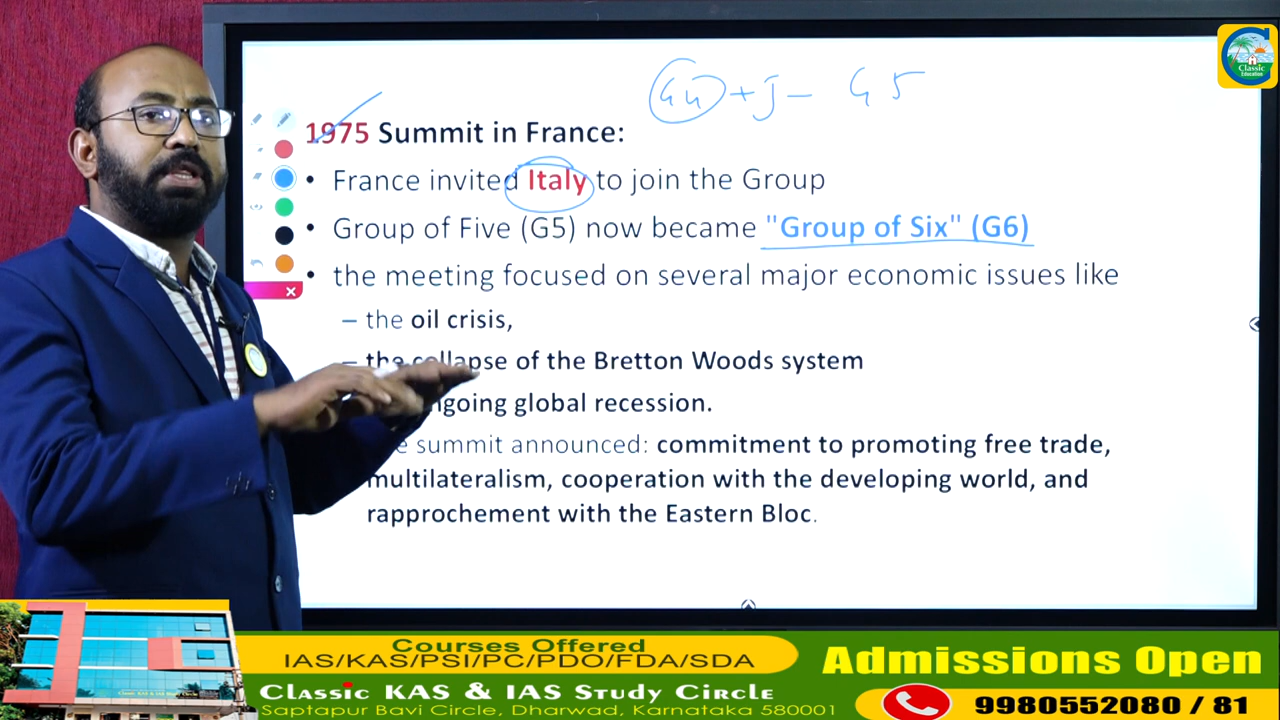 G4 + J - G5
Classic
Education
1975 Summit in France:
• France invited Italy to join the Group
• Group of Five (G5) now became "Group of Six" (G6)
• the meeting focused on several major economic issues like
– the oil crisis,
– the collapse of the Bretton Woods system
ngoing global recession.
summit announced: commitment to promoting free trade,
multilateralism, cooperation with the developing world, and
rapprochement with the Eastern Bloc.
Courses Offered
IAS/KAS/PSI/PC/PDO/FDA/SDA
Admissions Open
Classic KAS & IAS Study Circle
Saptapur Bavi Circle, Dharwad, Karnataka 580001
9980552080 / 81